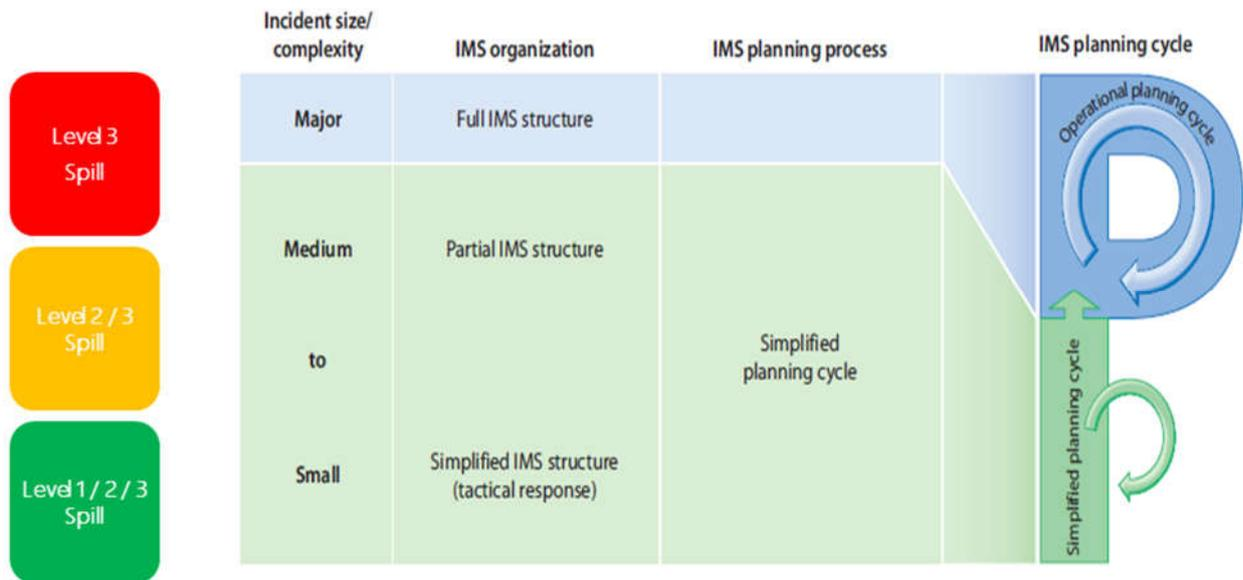 Incident size/
complexity
IMS organization
IMS planning process
IMS planning cycle
Level 3
Spill
Major
Full IMS structure
Operational planning cycle
Level 2 / 3
Spill
Medium
Partial IMS structure
to
Simplified
planning cycle
Level 1 / 2 / 3
Spill
Small
Simplified IMS structure
(tactical response)
Simplified planning cycle